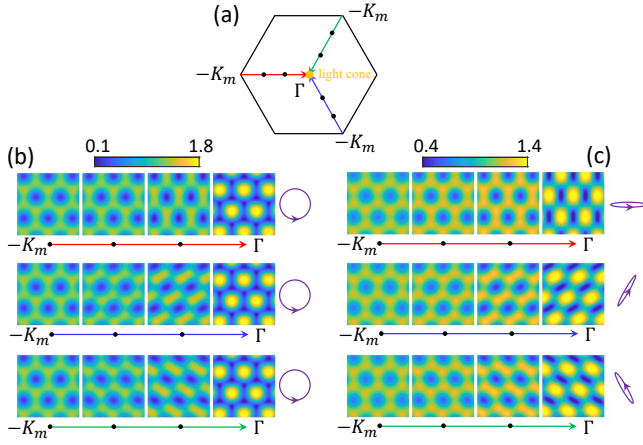 (a)
−K_m
−K_m
light cone
Γ
−K_m
(b)
0.1 1.8
0.4 1.4
(c)
−K_m Γ
−K_m Γ
−K_m Γ
−K_m Γ
−K_m Γ
−K_m Γ